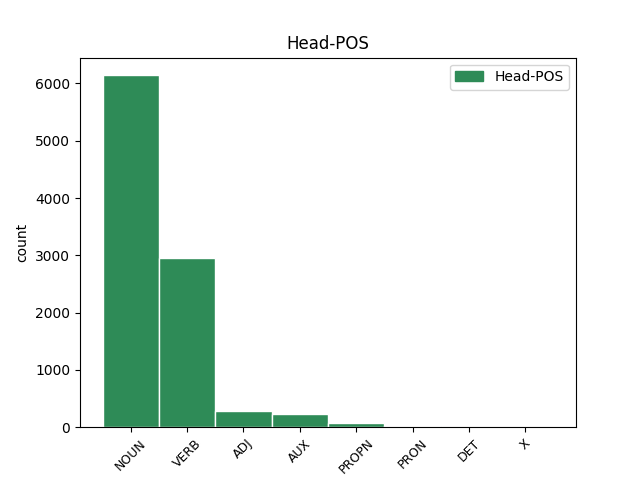 Head-POS
Head-POS
6000
5000
4000
3000
2000
1000
0
count
NOUN
VERB
ADJ
AUX
PROPN
PRON
DET
X